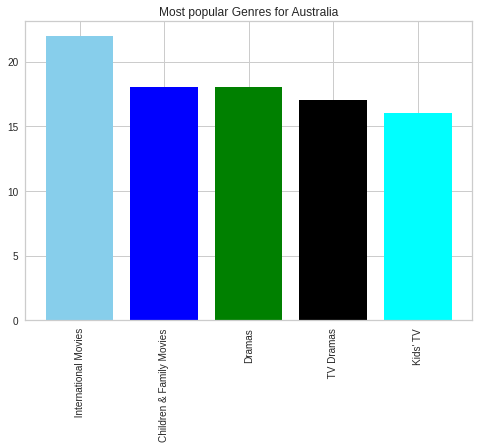 Most popular Genres for Australia
20
15
10
5
0
International Movies
Children & Family Movies
Dramas
TV Dramas
Kids' TV